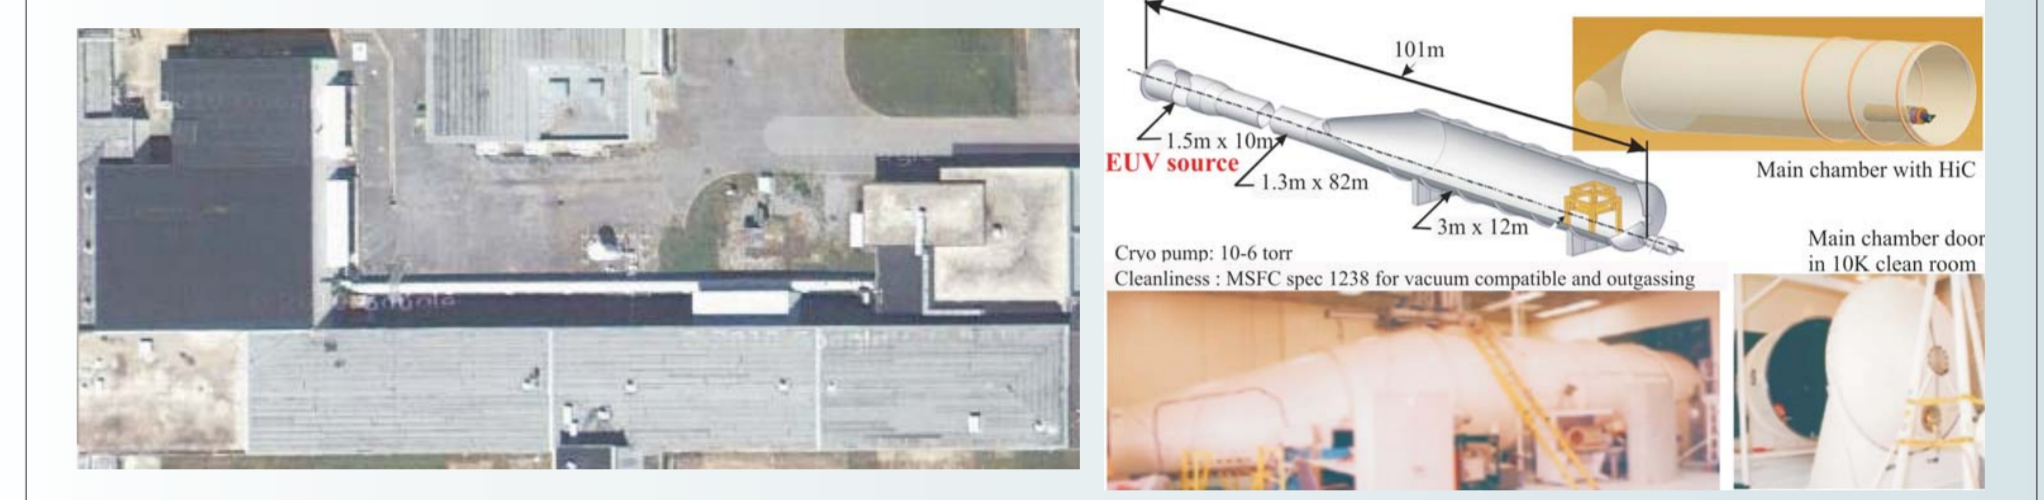 101m
1.5m x 10m
EUV source
1.3m x 82m
3m x 12m
Main chamber with HiC
Cryo pump: 10-6 torr
Cleanliness : MSFC spec 1238 for vacuum compatible and outgassing
Main chamber door
in 10K clean room